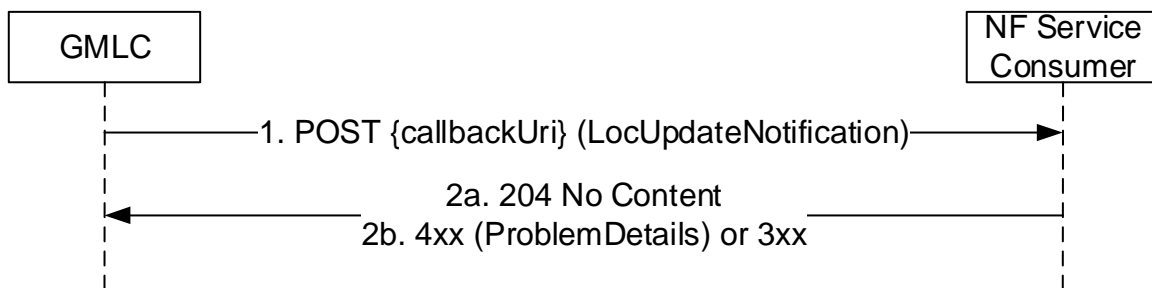 GMLC
NF Service
Consumer
1. POST {callbackUri} (LocUpdateNotification)
2a. 204 No Content
2b. 4xx (ProblemDetails) or 3xx